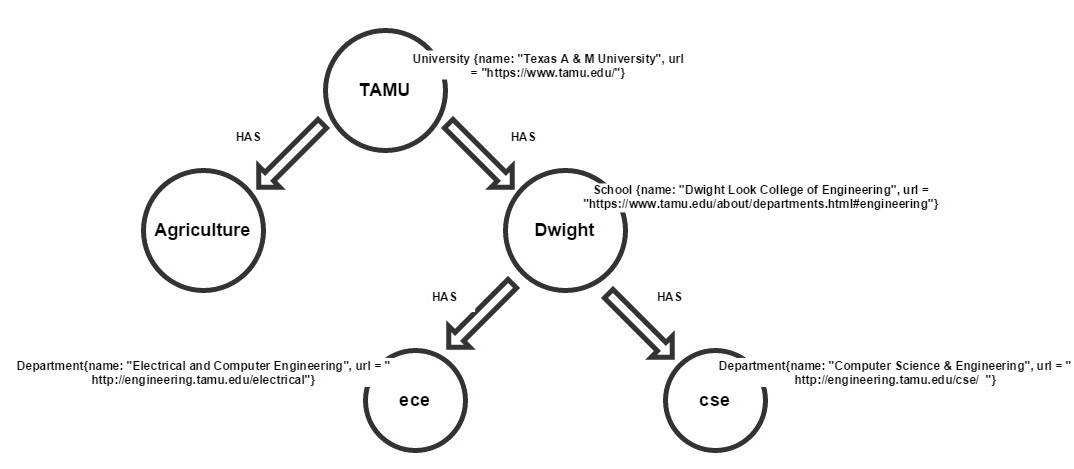 University {name: "Texas A & M University", url
= "https://www.tamu.edu/"}
TAMU
HAS
HAS
School {name: "Dwight Look College of Engineering", url =
"https://www.tamu.edu/about/departments.html#engineering"}
Agriculture
Dwight
HAS
HAS
Department{name: "Electrical and Computer Engineering", url = "
http://engineering.tamu.edu/electrical"}
Department{name: "Computer Science & Engineering", url = "
http://engineering.tamu.edu/cse/ "}
ece
cse